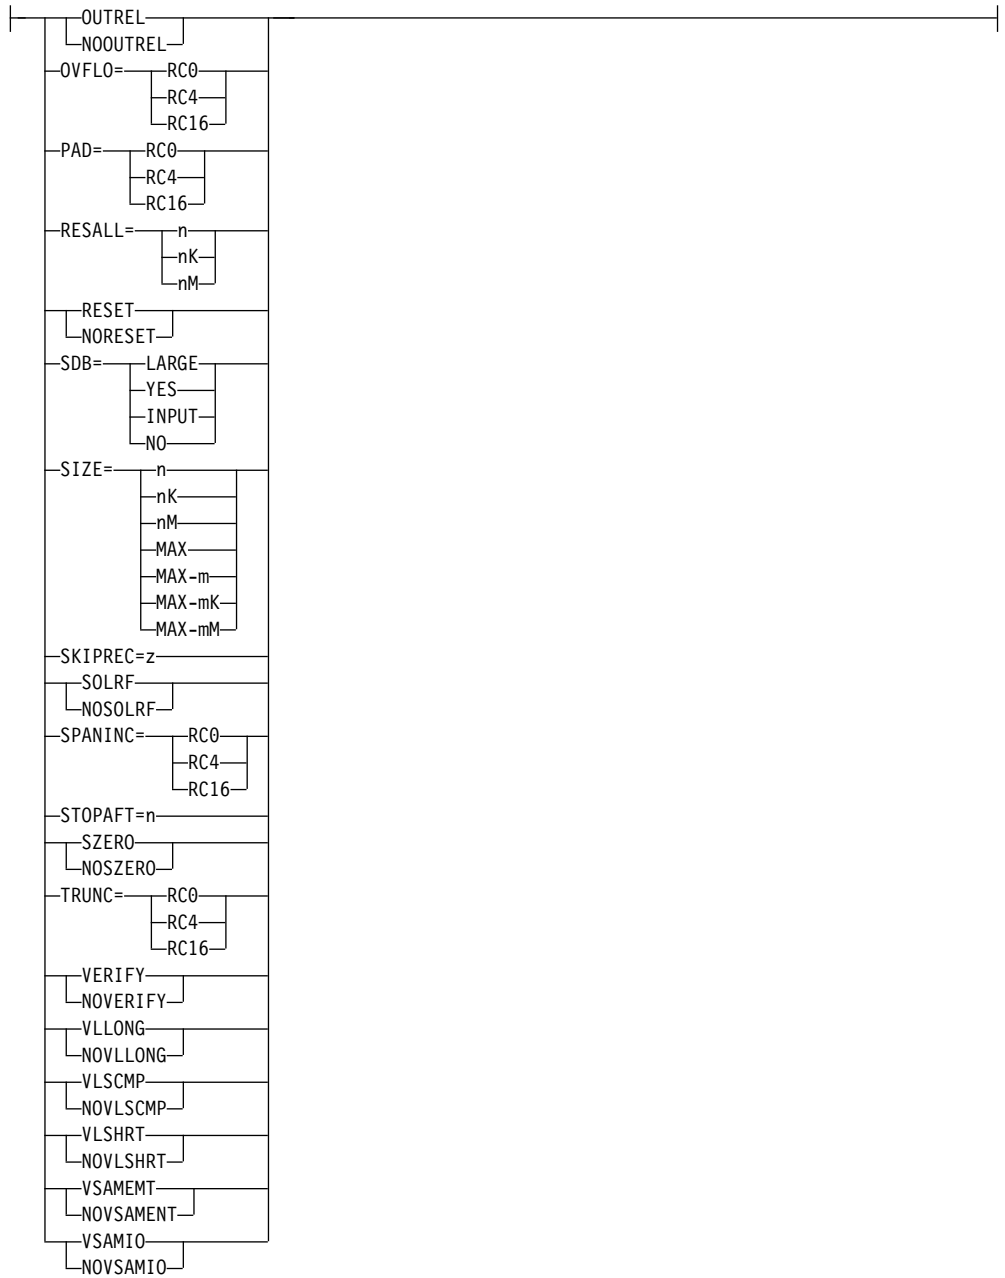 OUTREL
NOOUTREL
OVFLO= RC0
RC4
RC16
PAD= RC0
RC4
RC16
RESALL= n
nK
nM
RESET
NORESET
SDB= LARGE
YES
INPUT
NO
SIZE= n
nK
nM
MAX
MAX-m
MAX-mK
MAX-mM
SKIPREC=z
SOLRF
NOSOLRF
SPANINC= RC0
RC4
RC16
STOPAFT=n
SZERO
NOSZERO
TRUNC= RC0
RC4
RC16
VERIFY
NOVERIFY
VLLONG
NOVLLONG
VLSCMP
NOVLSCMP
VLSHRT
NOVLSHRT
VSAMEMT
NOVSAMENT
VSAMIO
NOVSAMIO